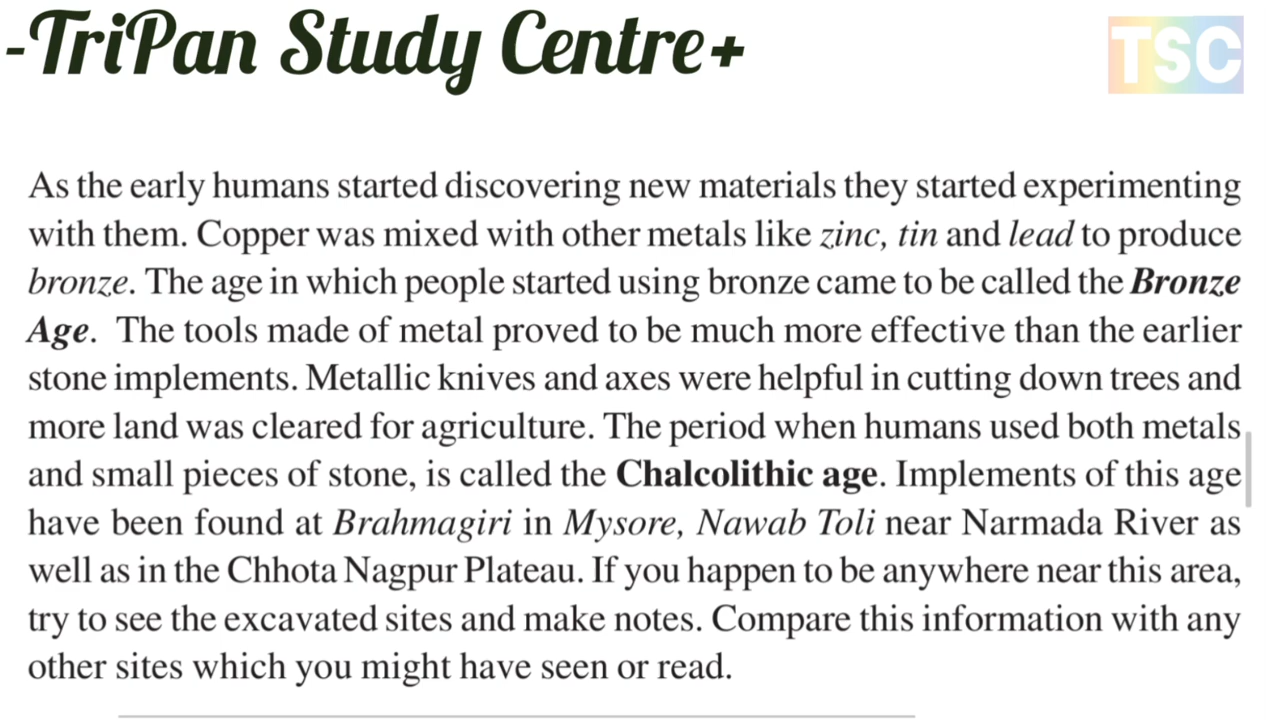 -TriPan Study Centre+
TSC
As the early humans started discovering new materials they started experimenting
with them. Copper was mixed with other metals like zinc, tin and lead to produce
bronze. The age in which people started using bronze came to be called the Bronze
Age. The tools made of metal proved to be much more effective than the earlier
stone implements. Metallic knives and axes were helpful in cutting down trees and
more land was cleared for agriculture. The period when humans used both metals
and small pieces of stone, is called the Chalcolithic age. Implements of this age
have been found at Brahmagiri in Mysore, Nawab Toli near Narmada River as
well as in the Chhota Nagpur Plateau. If you happen to be anywhere near this area,
try to see the excavated sites and make notes. Compare this information with any
other sites which you might have seen or read.